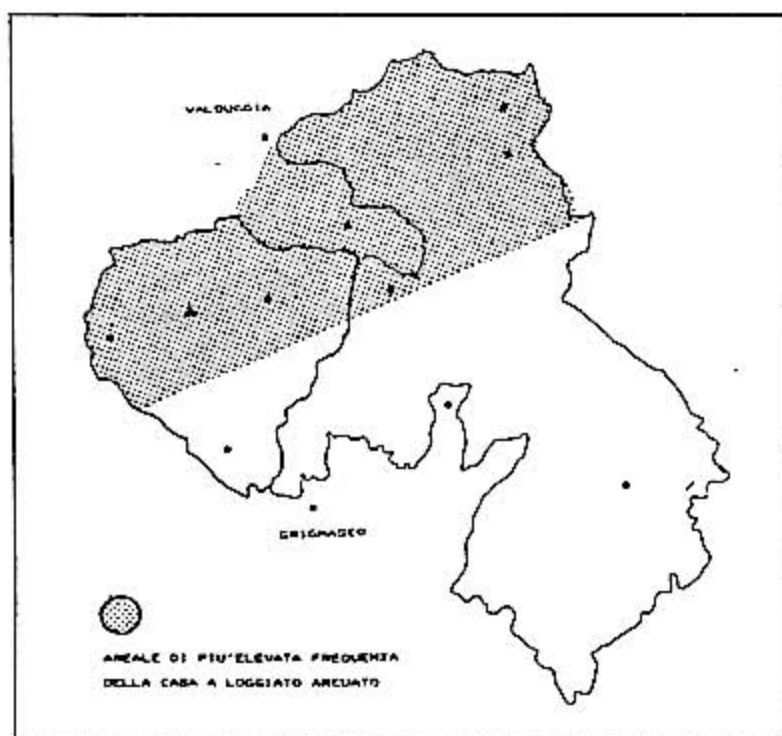 VALDUGGIA
GRIGNASCO
AREALE DI PIU'ELEVATA FREQUENZA
DELLA CASA A LOGGIATO ARCUATO